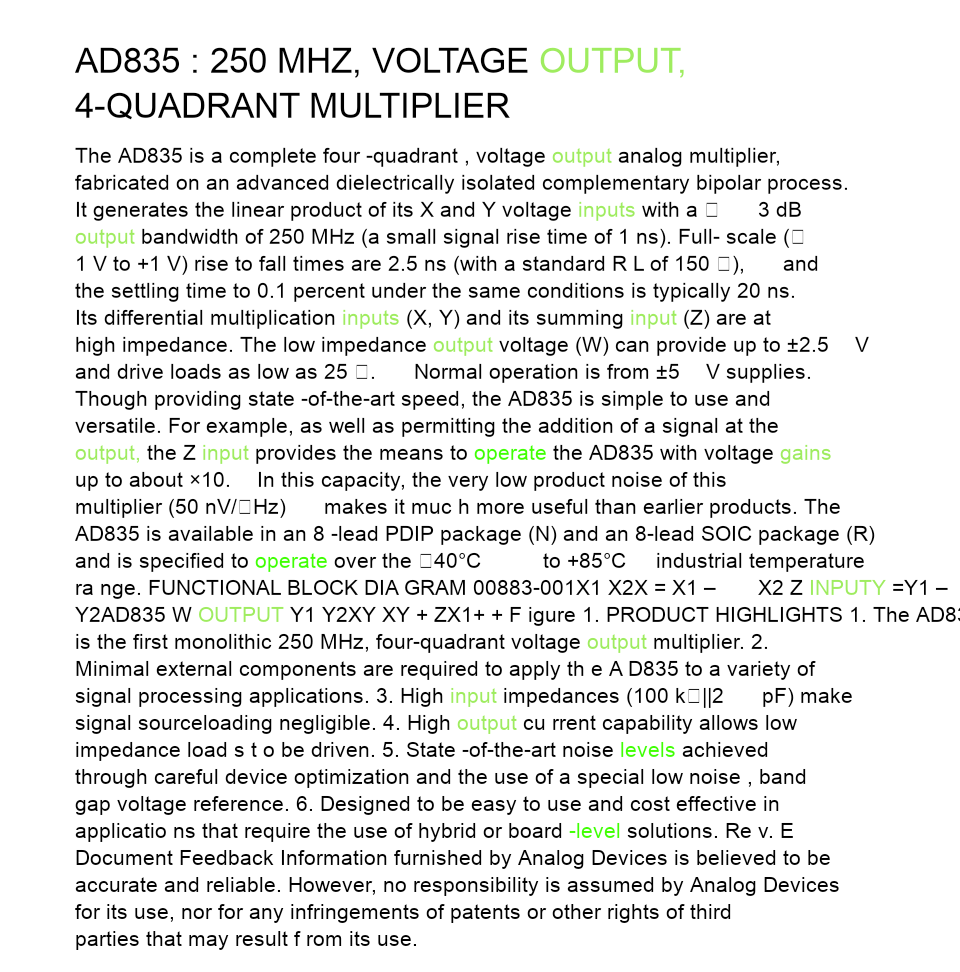 AD835 : 250 MHZ, VOLTAGE OUTPUT,
4-QUADRANT MULTIPLIER
The AD835 is a complete four -quadrant , voltage output analog multiplier,
fabricated on an advanced dielectrically isolated complementary bipolar process.
It generates the linear product of its X and Y voltage inputs with a □ 3 dB
output bandwidth of 250 MHz (a small signal rise time of 1 ns). Full- scale (□
1 V to +1 V) rise to fall times are 2.5 ns (with a standard R L of 150 □), and
the settling time to 0.1 percent under the same conditions is typically 20 ns.
Its differential multiplication inputs (X, Y) and its summing input (Z) are at
high impedance. The low impedance output voltage (W) can provide up to ±2.5 V
and drive loads as low as 25 □. Normal operation is from ±5 V supplies.
Though providing state -of-the-art speed, the AD835 is simple to use and
versatile. For example, as well as permitting the addition of a signal at the
output, the Z input provides the means to operate the AD835 with voltage gains
up to about ×10. In this capacity, the very low product noise of this
multiplier (50 nV/□Hz) makes it muc h more useful than earlier products. The
AD835 is available in an 8 -lead PDIP package (N) and an 8-lead SOIC package (R)
and is specified to operate over the □40°C to +85°C industrial temperature
ra nge. FUNCTIONAL BLOCK DIA GRAM 00883-001X1 X2X = X1 – X2 Z INPUTY =Y1 –
Y2AD835 W OUTPUT Y1 Y2XY XY + ZX1+ + F igure 1. PRODUCT HIGHLIGHTS 1. The AD83
is the first monolithic 250 MHz, four-quadrant voltage output multiplier. 2.
Minimal external components are required to apply th e A D835 to a variety of
signal processing applications. 3. High input impedances (100 k□||2 pF) make
signal sourceloading negligible. 4. High output cu rrent capability allows low
impedance load s t o be driven. 5. State -of-the-art noise levels achieved
through careful device optimization and the use of a special low noise , band
gap voltage reference. 6. Designed to be easy to use and cost effective in
applicatio ns that require the use of hybrid or board -level solutions. Re v. E
Document Feedback Information furnished by Analog Devices is believed to be
accurate and reliable. However, no responsibility is assumed by Analog Devices
for its use, nor for any infringements of patents or other rights of third
parties that may result f rom its use.